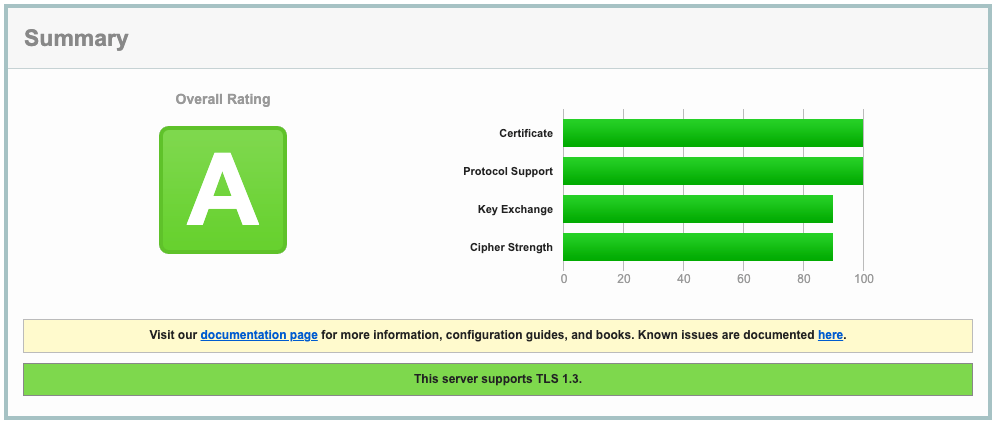 Summary
Overall Rating
A
Certificate
Protocol Support
Key Exchange
Cipher Strength
0 20 40 60 80 100
Visit our documentation page for more information, configuration guides, and books. Known issues are documented here.
This server supports TLS 1.3.